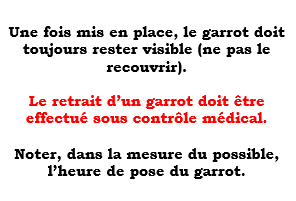 Une fois mis en place, le garrot doit
toujours rester visible (ne pas le
recouvrir).
Le retrait d'un garrot doit être
effectué sous contrôle médical.
Noter, dans la mesure du possible,
l'heure de pose du garrot.